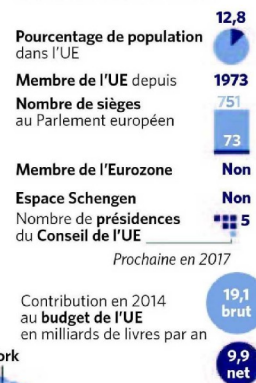 12,8
Pourcentage de population
dans l'UE
Membre de l'UE depuis 1973
Nombre de sièges 751
au Parlement européen
73
Membre de l'Eurozone Non
Espace Schengen Non
Nombre de présidences 5
du Conseil de l'UE
Prochaine en 2017
Contribution en 2014 19,1
au budget de l'UE brut
en milliards de livres par an
ork 9,9
net